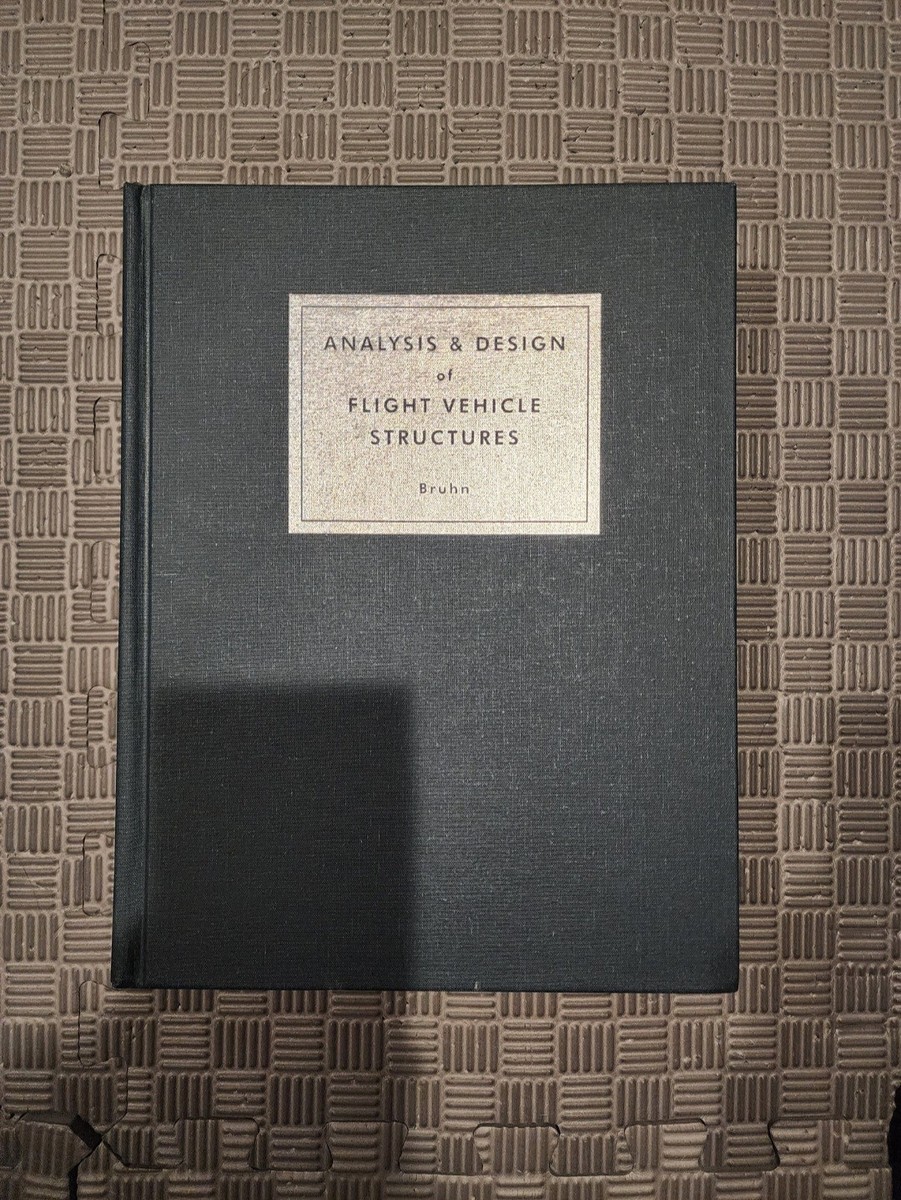 ANALYSIS & DESIGN
of
FLIGHT VEHICLE
STRUCTURES
Bruhn